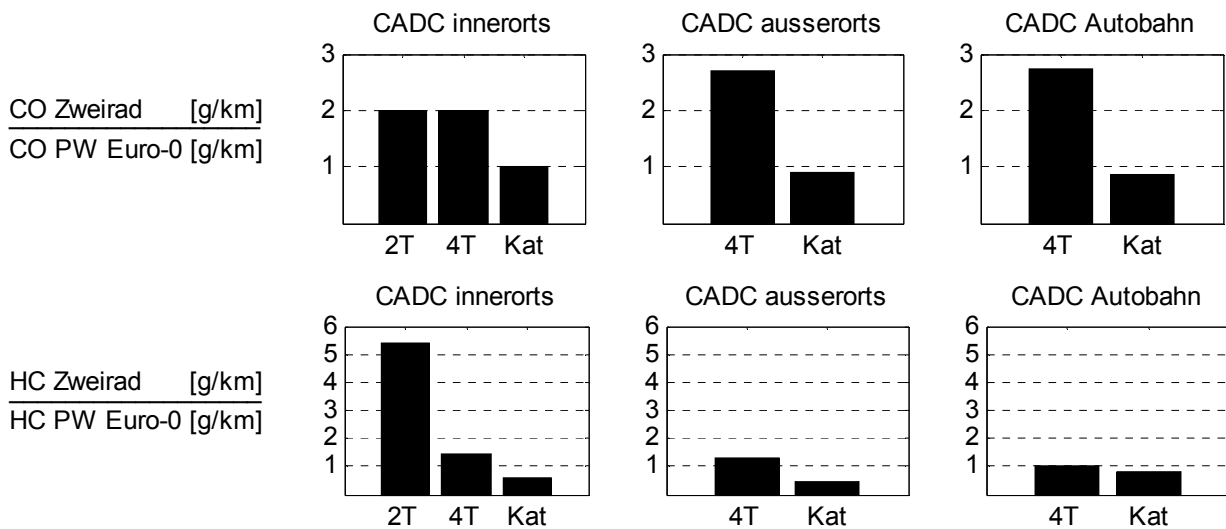 CADC innerorts
CADC ausserorts
CADC Autobahn
CO Zweirad [g/km]
CO PW Euro-0 [g/km]
3
2
1
2T 4T Kat
3
2
1
4T Kat
3
2
1
4T Kat
CADC innerorts
CADC ausserorts
CADC Autobahn
HC Zweirad [g/km]
HC PW Euro-0 [g/km]
6
5
4
3
2
1
2T 4T Kat
6
5
4
3
2
1
4T Kat
6
5
4
3
2
1
4T Kat